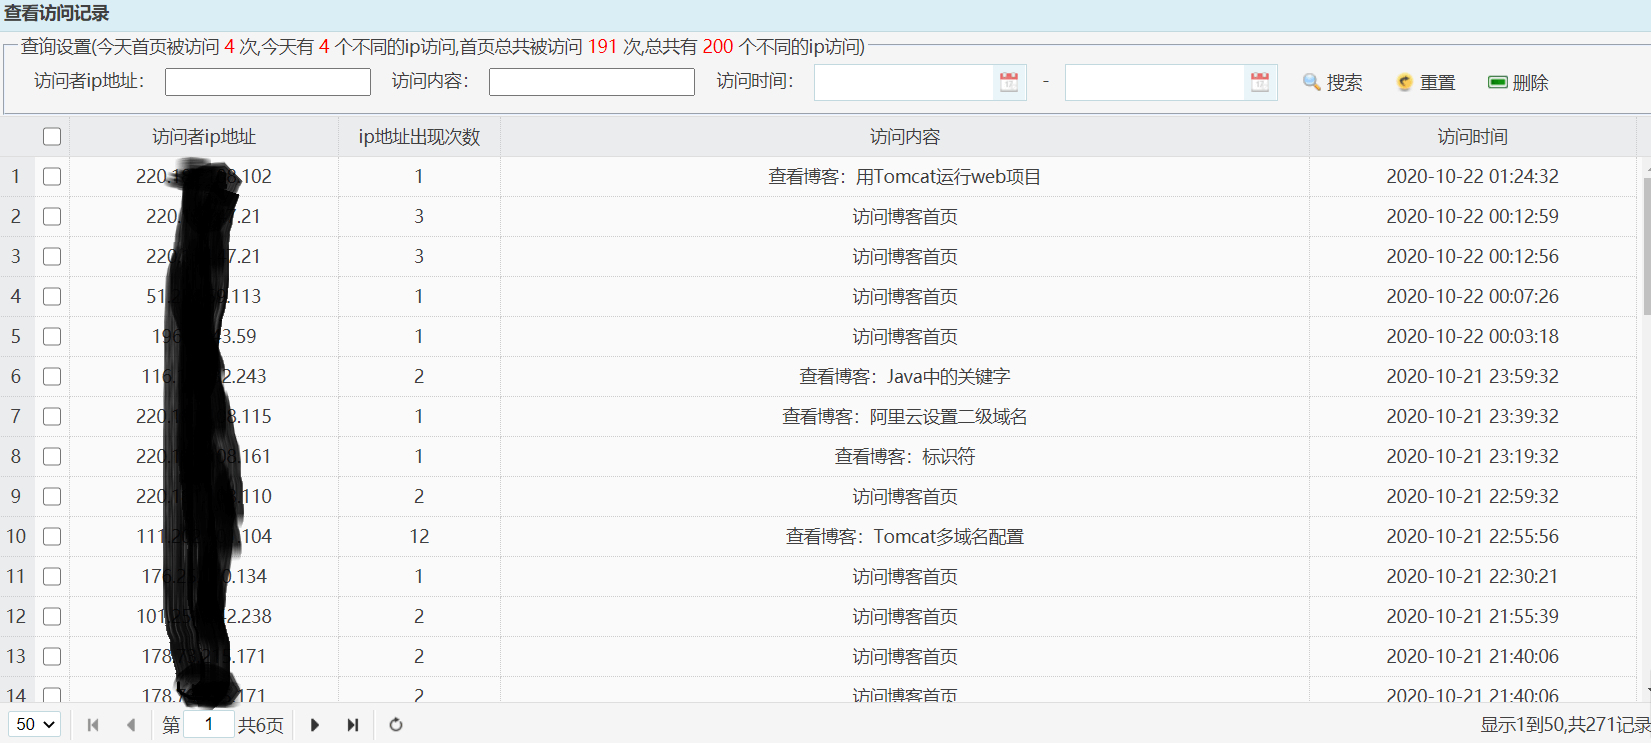 查看访问记录
查询设置(今天首页被访问 4 次,今天有 4 个不同的ip访问,首页总共被访问 191 次,总共有 200 个不同的ip访问)
访问者ip地址： 访问内容： 访问时间： - 搜索 重置 删除
访问者ip地址 ip地址出现次数 访问内容 访问时间
1 220. .102 1 查看博客：用Tomcat运行web项目 2020-10-22 01:24:32
2 220. .21 3 访问博客首页 2020-10-22 00:12:59
3 220 7.21 3 访问博客首页 2020-10-22 00:12:56
4 51. .113 1 访问博客首页 2020-10-22 00:07:26
5 196 3.59 1 访问博客首页 2020-10-22 00:03:18
6 116. 2.243 2 查看博客：Java中的关键字 2020-10-21 23:59:32
7 220. 8.115 1 查看博客：阿里云设置二级域名 2020-10-21 23:39:32
8 220. 08.161 1 查看博客：标识符 2020-10-21 23:19:32
9 220. .110 2 访问博客首页 2020-10-21 22:59:32
10 111. .104 12 查看博客：Tomcat多域名配置 2020-10-21 22:55:56
11 176. 0.134 1 访问博客首页 2020-10-21 22:30:21
12 101. 2.238 2 访问博客首页 2020-10-21 21:55:39
13 178. .171 2 访问博客首页 2020-10-21 21:40:06
14 178. 171 2 访问博客首页 2020-10-21 21:40:06
50 第 1 共6页 显示1到50,共271记录